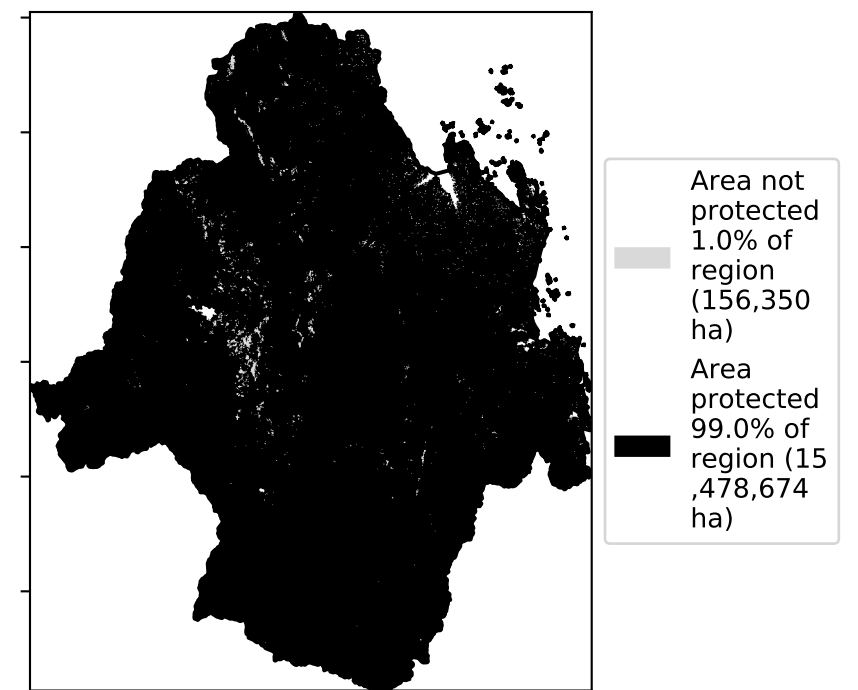 Area not
protected
1.0% of
region
(156,350
ha)
Area
protected
99.0% of
region (15
,478,674
ha)